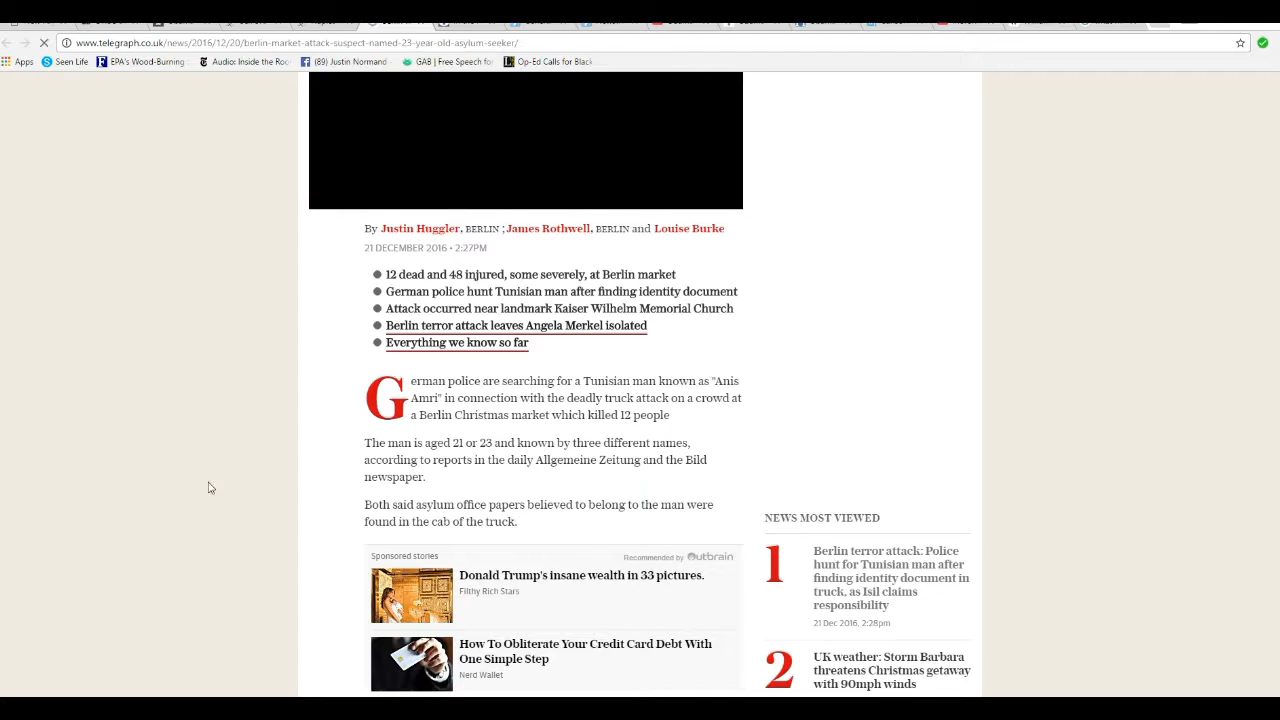 www.telegraph.co.uk/news/2016/12/20/berlin-market-attack-suspect-named-23-year-old-asylum-seeker/
Apps Seen Life EPA's Wood-Burning Audio: Inside the Ro (89) Justin Normand GAB | Free Speech fo Op-Ed Calls for Black
By Justin Huggler, BERLIN ; James Rothwell, BERLIN and Louise Burke
21 DECEMBER 2016 • 2:27PM
12 dead and 48 injured, some severely, at Berlin market
German police hunt Tunisian man after finding identity document
Attack occurred near landmark Kaiser Wilhelm Memorial Church
Berlin terror attack leaves Angela Merkel isolated
Everything we know so far
German police are searching for a Tunisian man known as "Anis
Amri" in connection with the deadly truck attack on a crowd at
a Berlin Christmas market which killed 12 people
The man is aged 21 or 23 and known by three different names,
according to reports in the daily Allgemeine Zeitung and the Bild
newspaper.
Both said asylum office papers believed to belong to the man were
found in the cab of the truck.
Sponsored stories Recommended by Outbrain
Donald Trump's insane wealth in 33 pictures.
Filthy Rich Stars
How To Obliterate Your Credit Card Debt With
One Simple Step
Nerd Wallet
NEWS MOST VIEWED
1
Berlin terror attack: Police
hunt for Tunisian man after
finding identity document in
truck, as Isil claims
responsibility
21 Dec 2016, 2:28pm
2
UK weather: Storm Barbara
threatens Christmas getaway
with 90mph winds